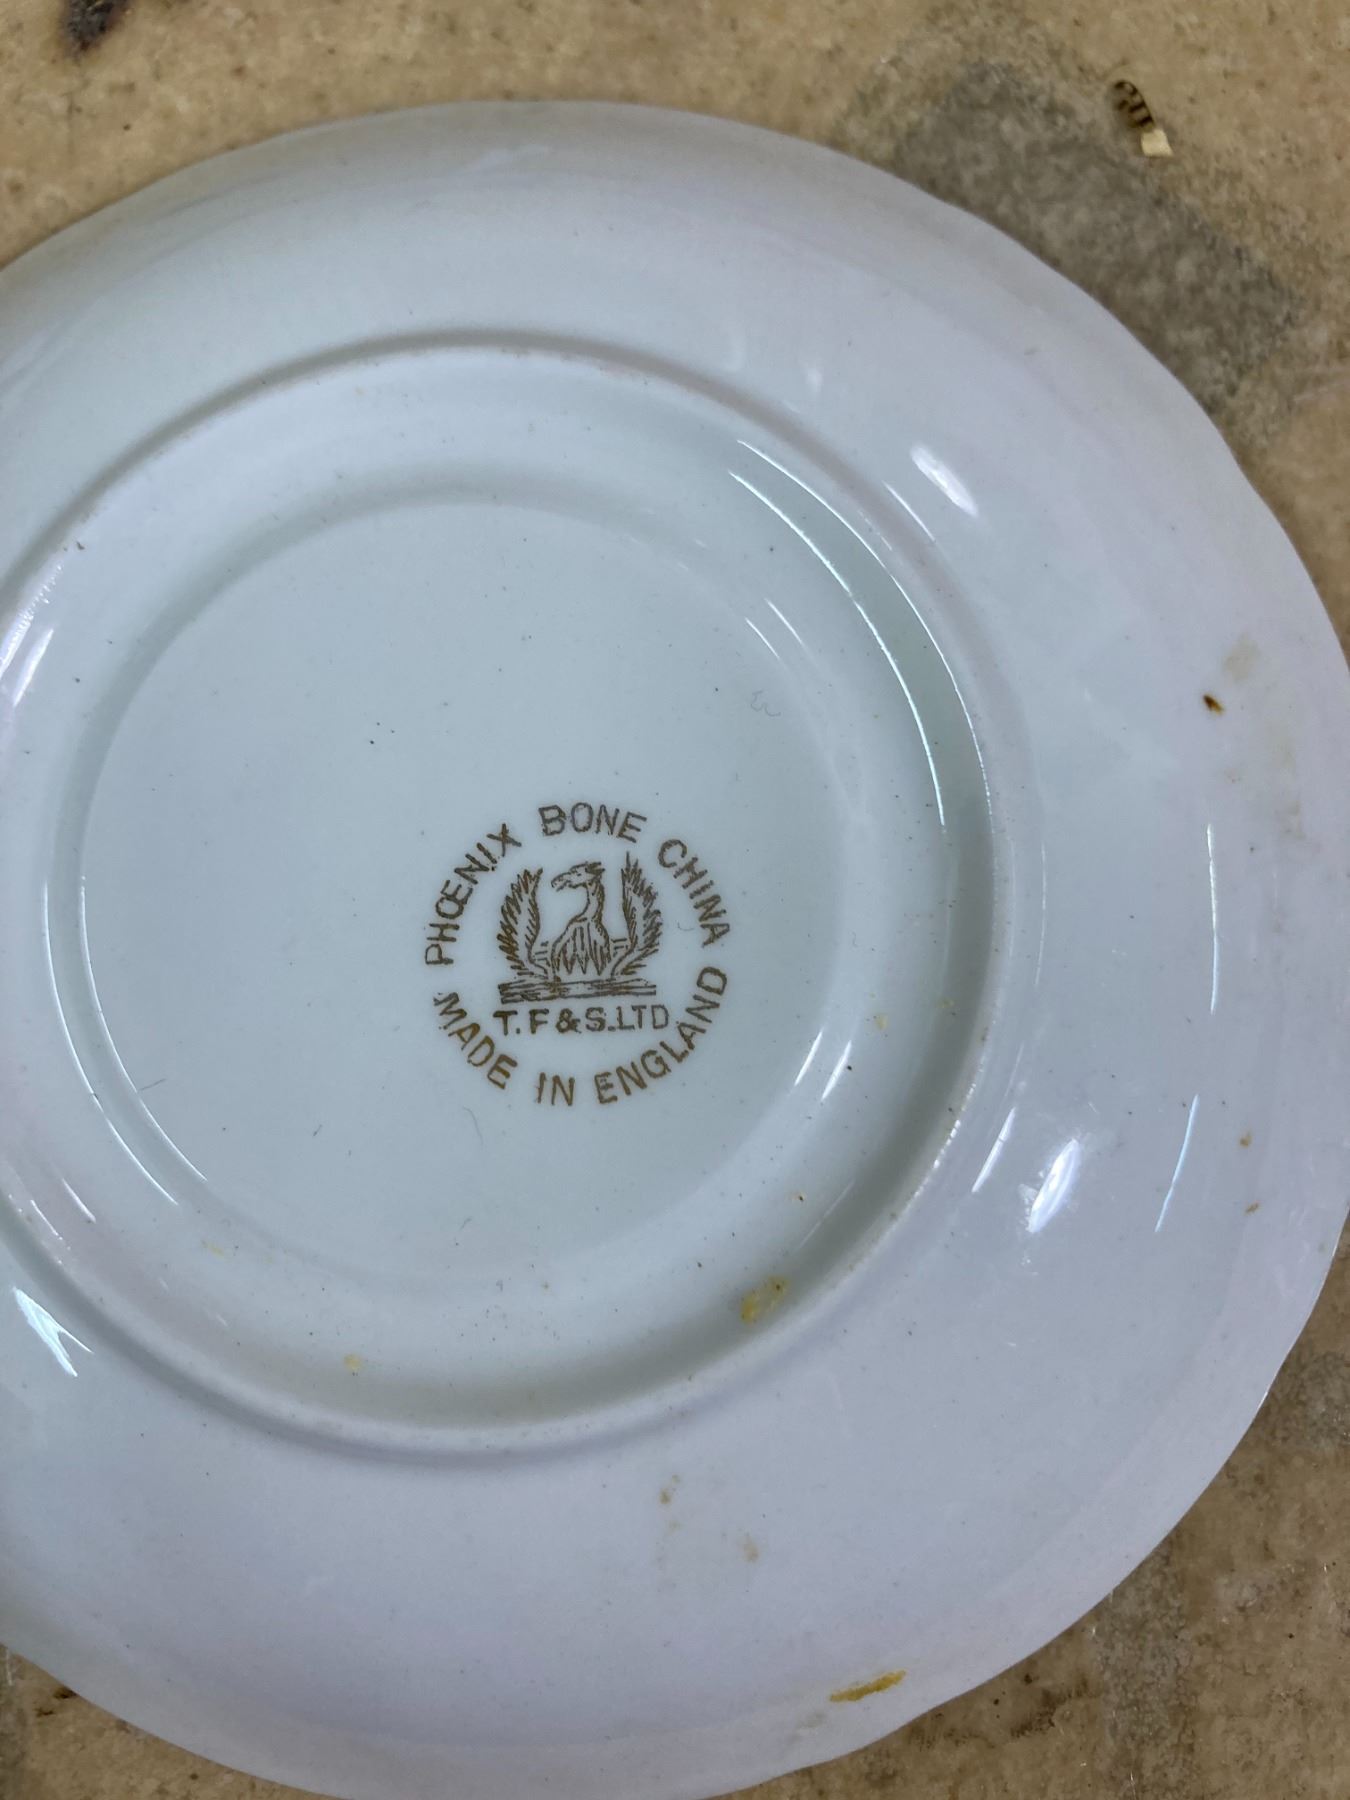 PHŒNIX BONE CHINA
T.F & S. LTD
MADE IN ENGLAND